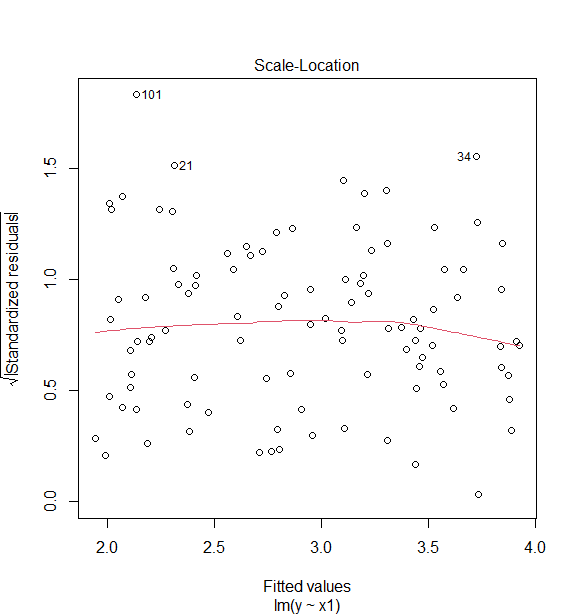 Scale-Location
√|Standardized residuals|
0.0 0.5 1.0 1.5
101
21
34
2.0 2.5 3.0 3.5 4.0
Fitted values
lm(y ~ x1)